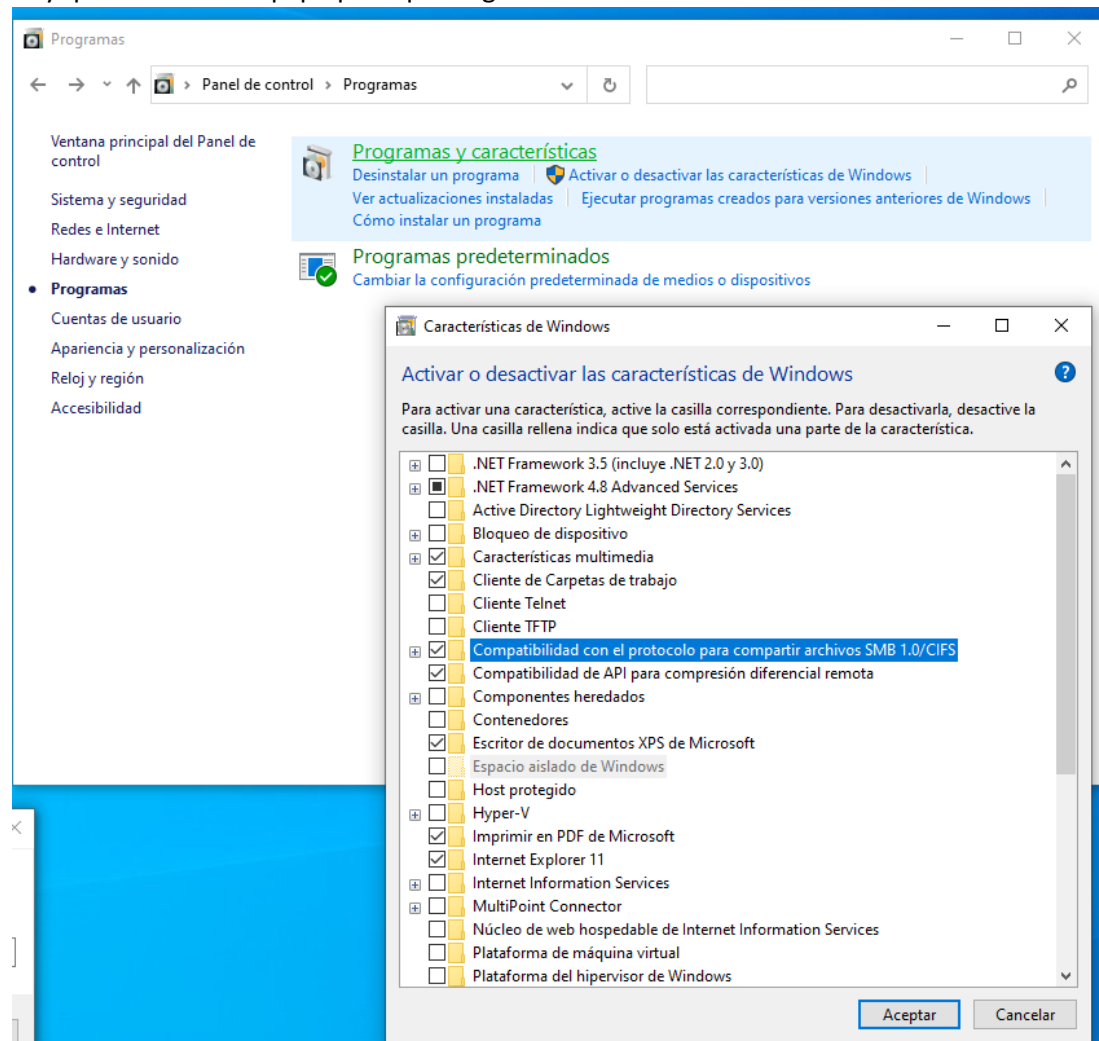 Programas
Panel de control > Programas
Ventana principal del Panel de
control
Sistema y seguridad
Redes e Internet
Hardware y sonido
Programas
Cuentas de usuario
Apariencia y personalización
Reloj y región
Accesibilidad
Programas y características
Desinstalar un programa
Activar o desactivar las características de Windows
Ver actualizaciones instaladas
Ejecutar programas creados para versiones anteriores de Windows
Cómo instalar un programa
Programas predeterminados
Cambiar la configuración predeterminada de medios o dispositivos
Características de Windows
Activar o desactivar las características de Windows
Para activar una característica, active la casilla correspondiente. Para desactivarla, desactive la
casilla. Una casilla rellena indica que solo está activada una parte de la característica.
.NET Framework 3.5 (incluye .NET 2.0 y 3.0)
.NET Framework 4.8 Advanced Services
Active Directory Lightweight Directory Services
Bloqueo de dispositivo
Características multimedia
Cliente de Carpetas de trabajo
Cliente Telnet
Cliente TFTP
Compatibilidad con el protocolo para compartir archivos SMB 1.0/CIFS
Compatibilidad de API para compresión diferencial remota
Componentes heredados
Contenedores
Escritor de documentos XPS de Microsoft
Espacio aislado de Windows
Host protegido
Hyper-V
Imprimir en PDF de Microsoft
Internet Explorer 11
Internet Information Services
MultiPoint Connector
Núcleo de web hospedable de Internet Information Services
Plataforma de máquina virtual
Plataforma del hipervisor de Windows
Aceptar
Cancelar